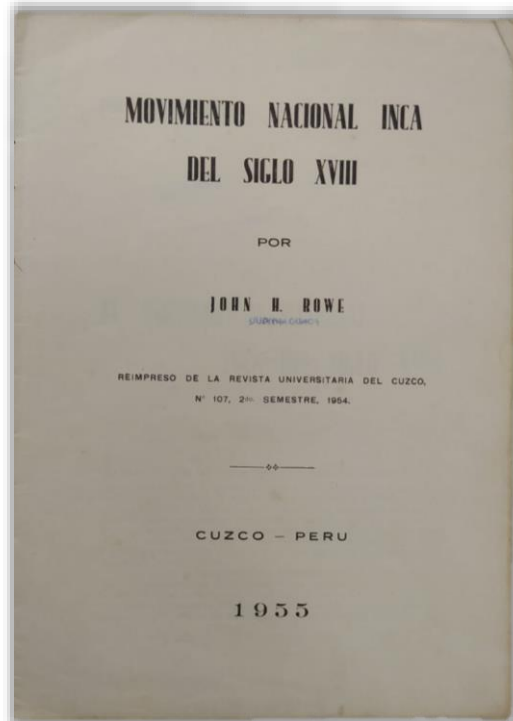 MOVIMIENTO NACIONAL INCA
DEL SIGLO XVIII
POR
JOHN H. ROWE
REIMPRESO DE LA REVISTA UNIVERSITARIA DEL CUZCO,
Nº 107, 2do SEMESTRE, 1954.
CUZCO – PERU
1955